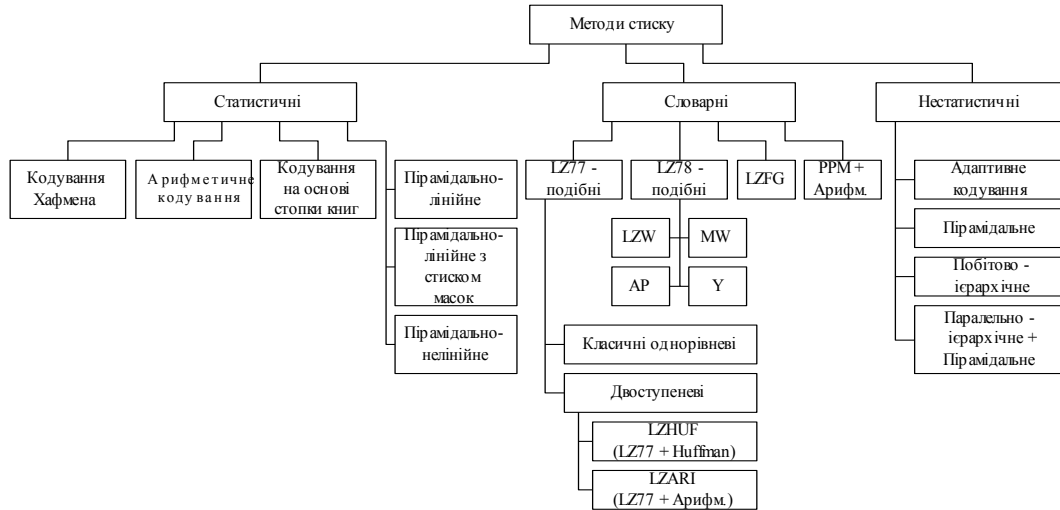 Методи стиску
Статистичні
Словарні
Нестатистичні
Кодування
Хафмена
Арифметичне
кодування
Кодування
на основі
стопки книг
Пірамідально-
лінійне
Пірамідально-
лінійне з
стиском
масок
Пірамідально-
нелінійне
LZ77 -
подібні
LZ78 -
подібні
LZFG
PPM +
Арифм.
LZW
MW
AP
Y
Класичні однорівневі
Двоступеневі
LZHUF
(LZ77 + Huffman)
LZARI
(LZ77 + Арифм.)
Адаптивне
кодування
Пірамідальне
Побітово -
ієрархічне
Паралельно -
ієрархічне +
Пірамідальне